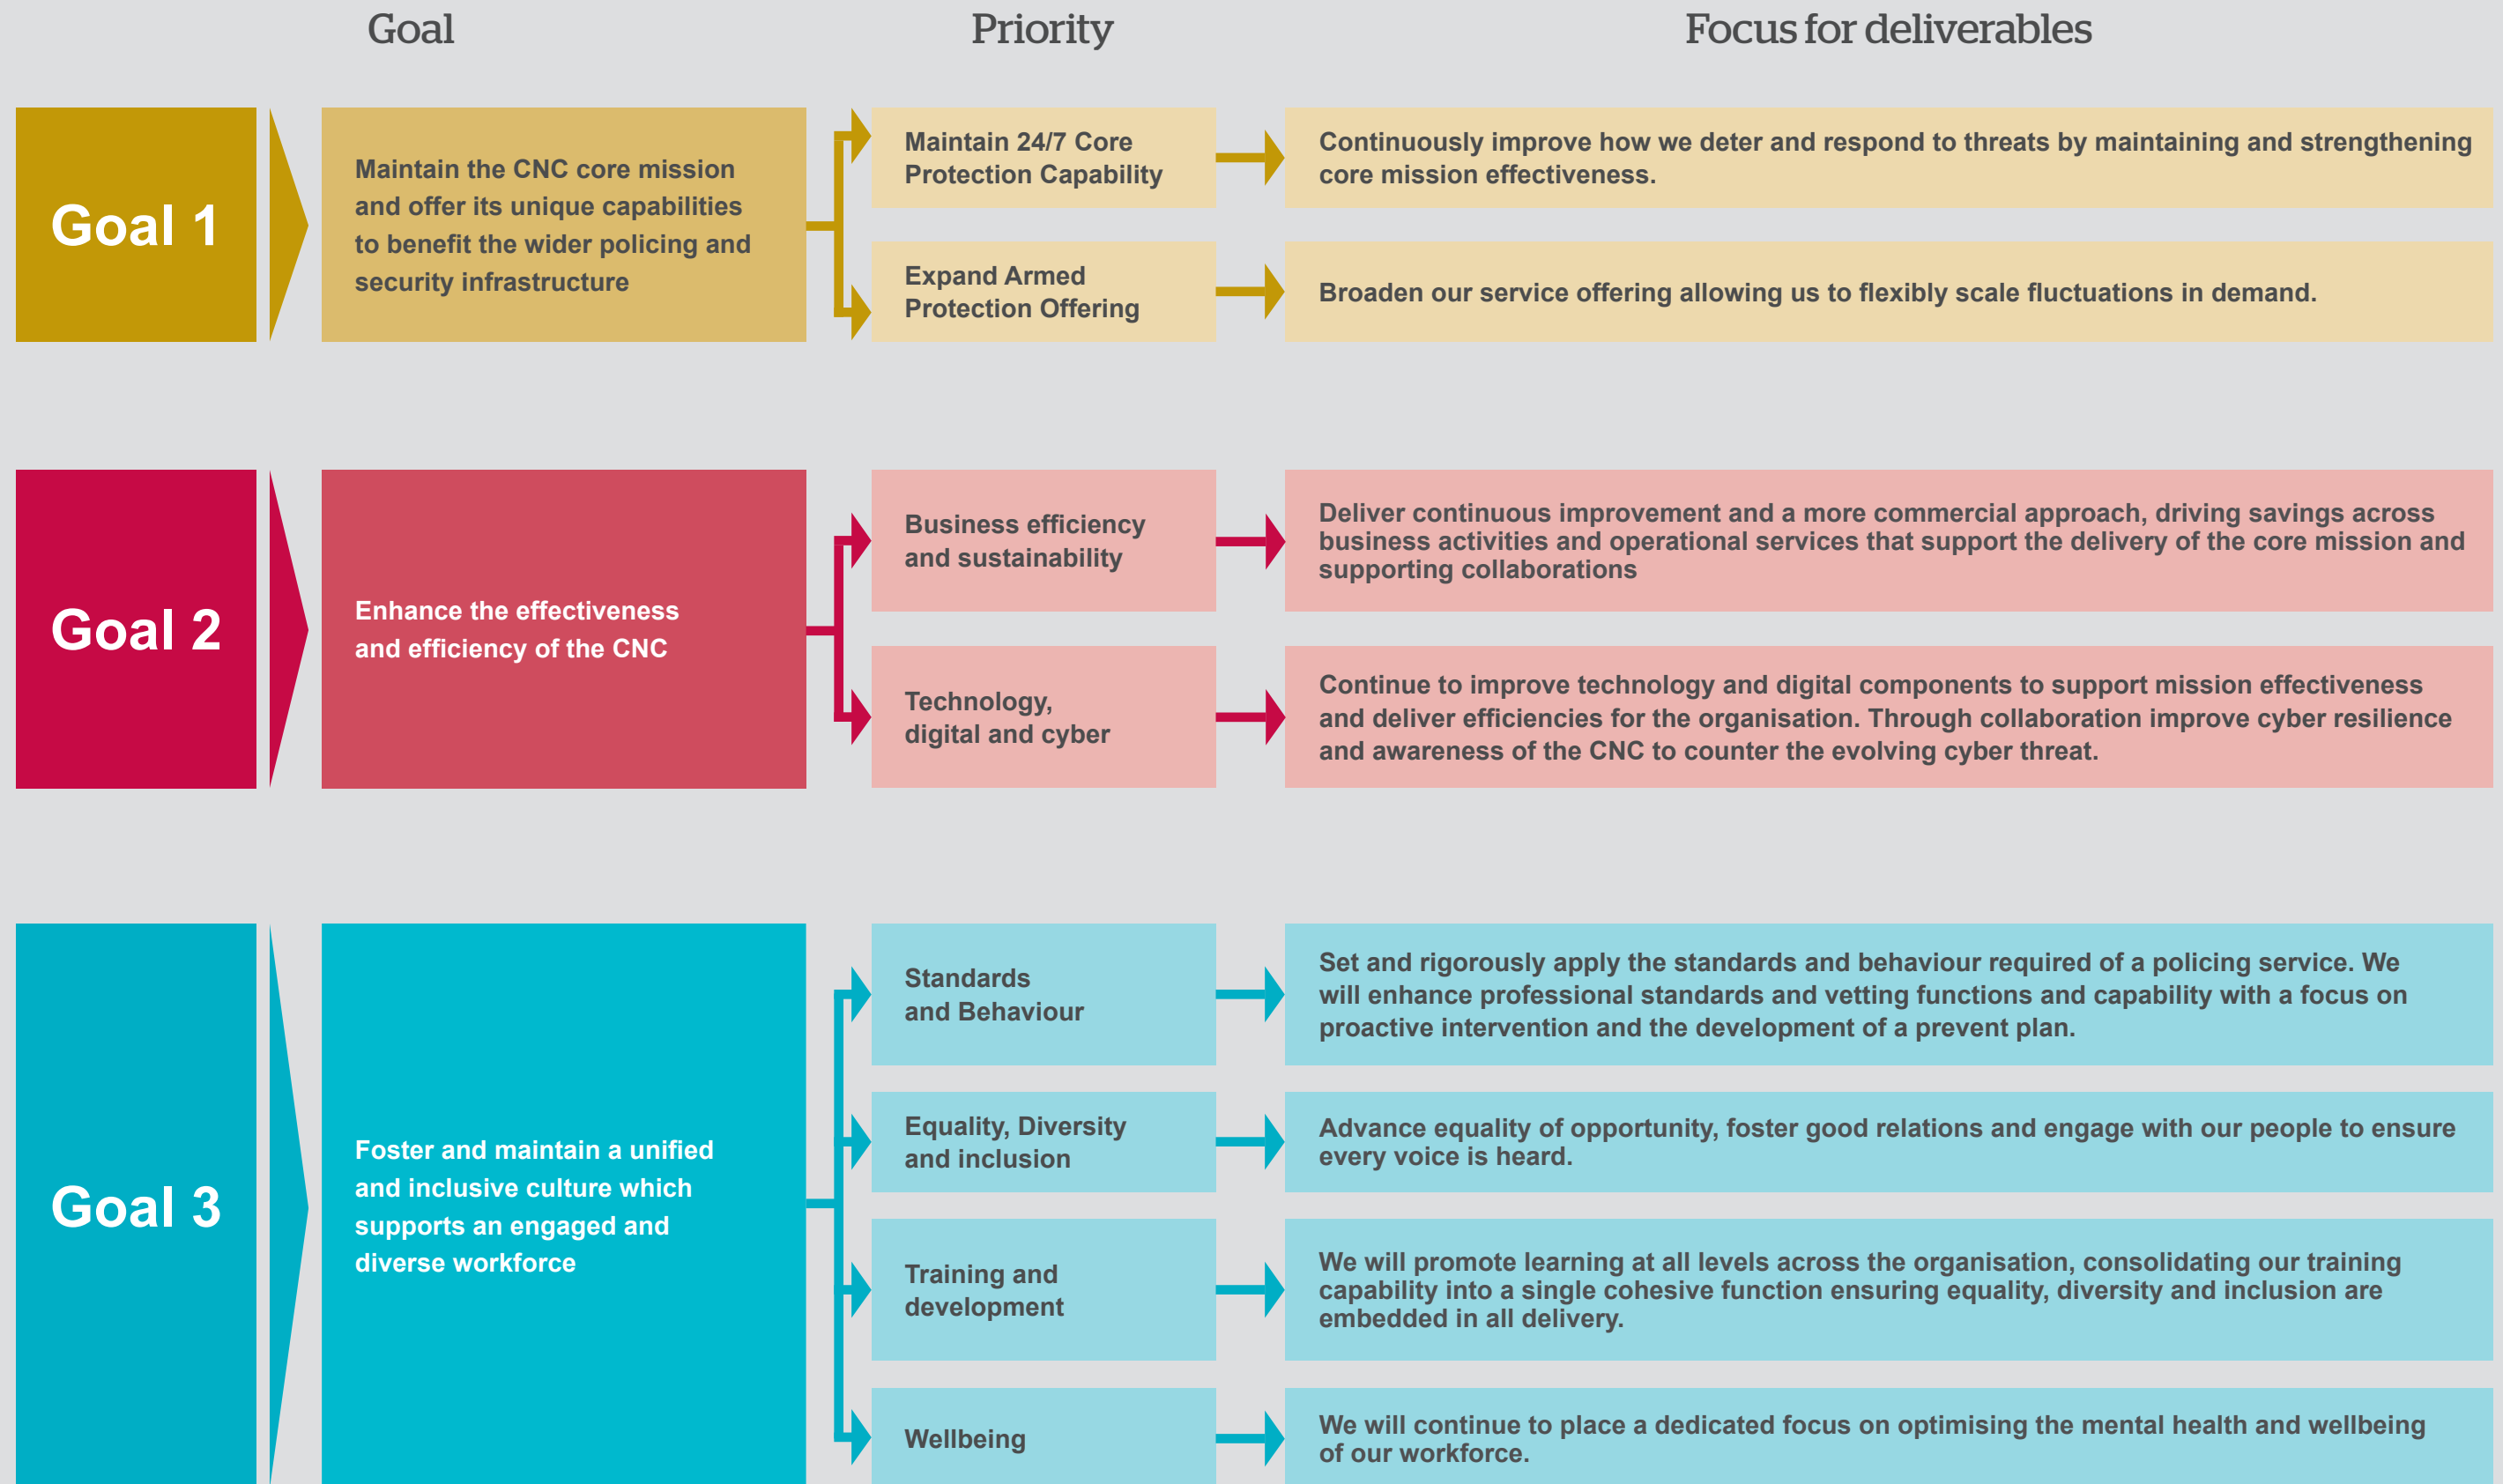 Goal
Priority
Focus for deliverables
Goal 1
Maintain the CNC core mission
and offer its unique capabilities
to benefit the wider policing and
security infrastructure
Maintain 24/7 Core
Protection Capability
Continuously improve how we deter and respond to threats by maintaining and strengthening
core mission effectiveness.
Expand Armed
Protection Offering
Broaden our service offering allowing us to flexibly scale fluctuations in demand.
Goal 2
Enhance the effectiveness
and efficiency of the CNC
Business efficiency
and sustainability
Deliver continuous improvement and a more commercial approach, driving savings across
business activities and operational services that support the delivery of the core mission and
supporting collaborations
Technology,
digital and cyber
Continue to improve technology and digital components to support mission effectiveness
and deliver efficiencies for the organisation. Through collaboration improve cyber resilience
and awareness of the CNC to counter the evolving cyber threat.
Goal 3
Foster and maintain a unified
and inclusive culture which
supports an engaged and
diverse workforce
Standards
and Behaviour
Set and rigorously apply the standards and behaviour required of a policing service. We
will enhance professional standards and vetting functions and capability with a focus on
proactive intervention and the development of a prevent plan.
Equality, Diversity
and inclusion
Advance equality of opportunity, foster good relations and engage with our people to ensure
every voice is heard.
Training and
development
We will promote learning at all levels across the organisation, consolidating our training
capability into a single cohesive function ensuring equality, diversity and inclusion are
embedded in all delivery.
Wellbeing
We will continue to place a dedicated focus on optimising the mental health and wellbeing
of our workforce.